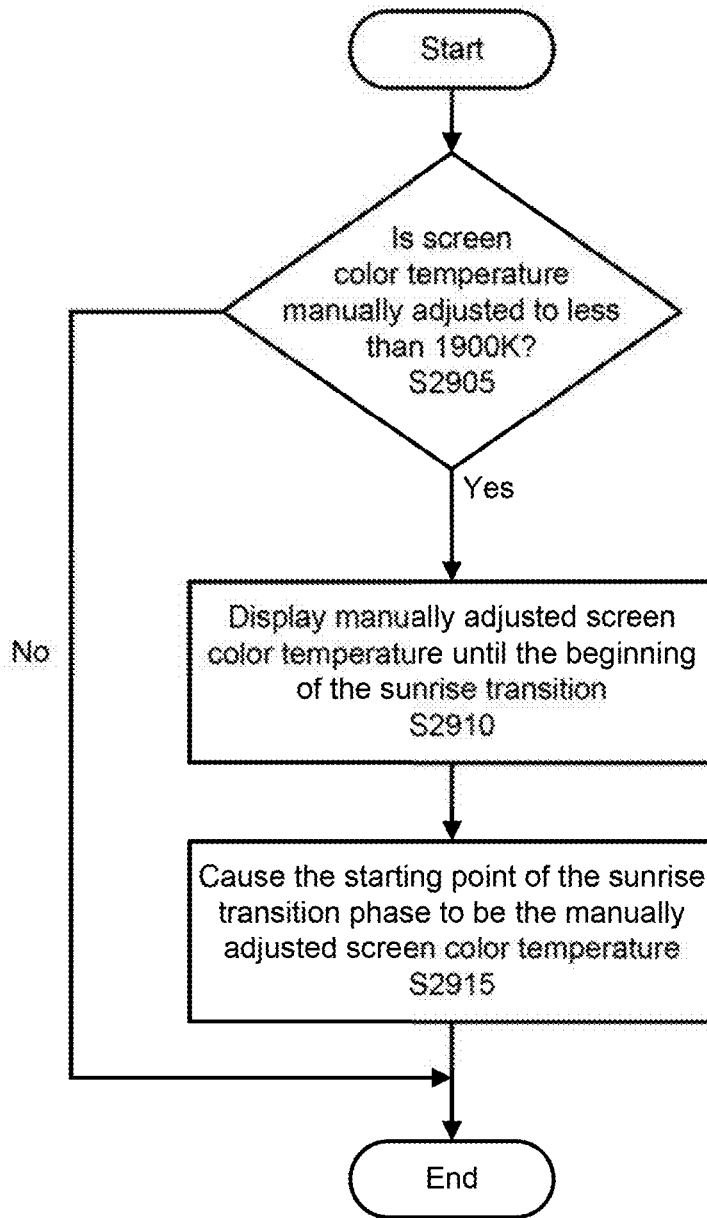 Start
Is screen
color temperature
manually adjusted to less
than 1900K?
S2905
Yes
No
Display manually adjusted screen
color temperature until the beginning
of the sunrise transition
S2910
Cause the starting point of the sunrise
transition phase to be the manually
adjusted screen color temperature
S2915
End